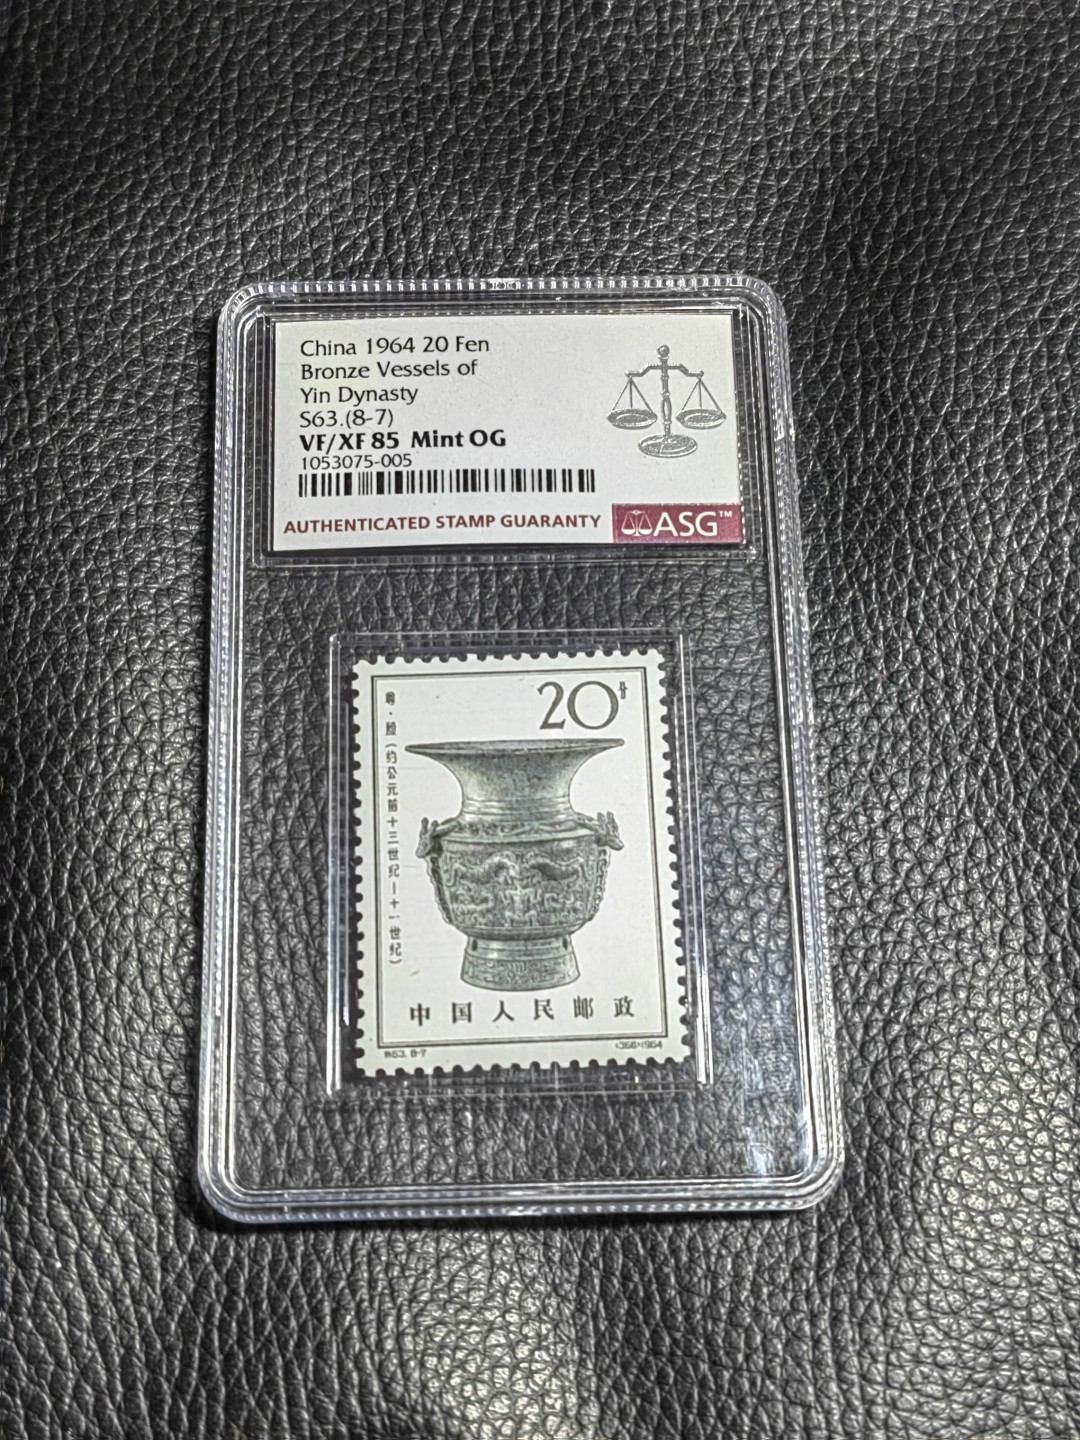 China 1964 20 Fen
Bronze Vessels of
Yin Dynasty
S63.(8-7)
VF/XF 85 Mint OG
1053075-005
AUTHENTICATED STAMP GUARANTY
ASG™
20分
尊·殷(约公元前十三世纪—十一世纪)
中国人民邮政
特63.8-7
(366)1964